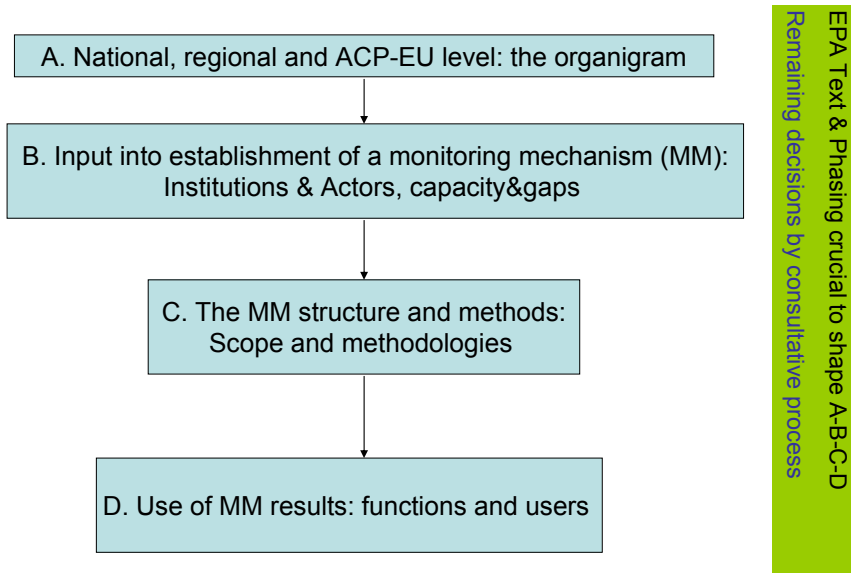 A. National, regional and ACP-EU level: the organigram
B. Input into establishment of a monitoring mechanism (MM):
Institutions & Actors, capacity&gaps
C. The MM structure and methods:
Scope and methodologies
D. Use of MM results: functions and users
EPA Text & Phasing crucial to shape A-B-C-D
Remaining decisions by consultative process